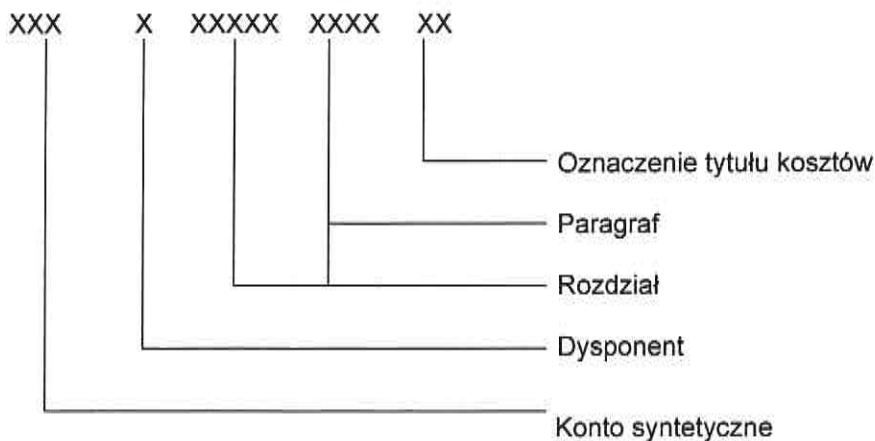 XXX X XXXXX XXXX XX
Oznaczenie tytułu kosztów
Paragraf
Rozdział
Dysponent
Konto syntetyczne